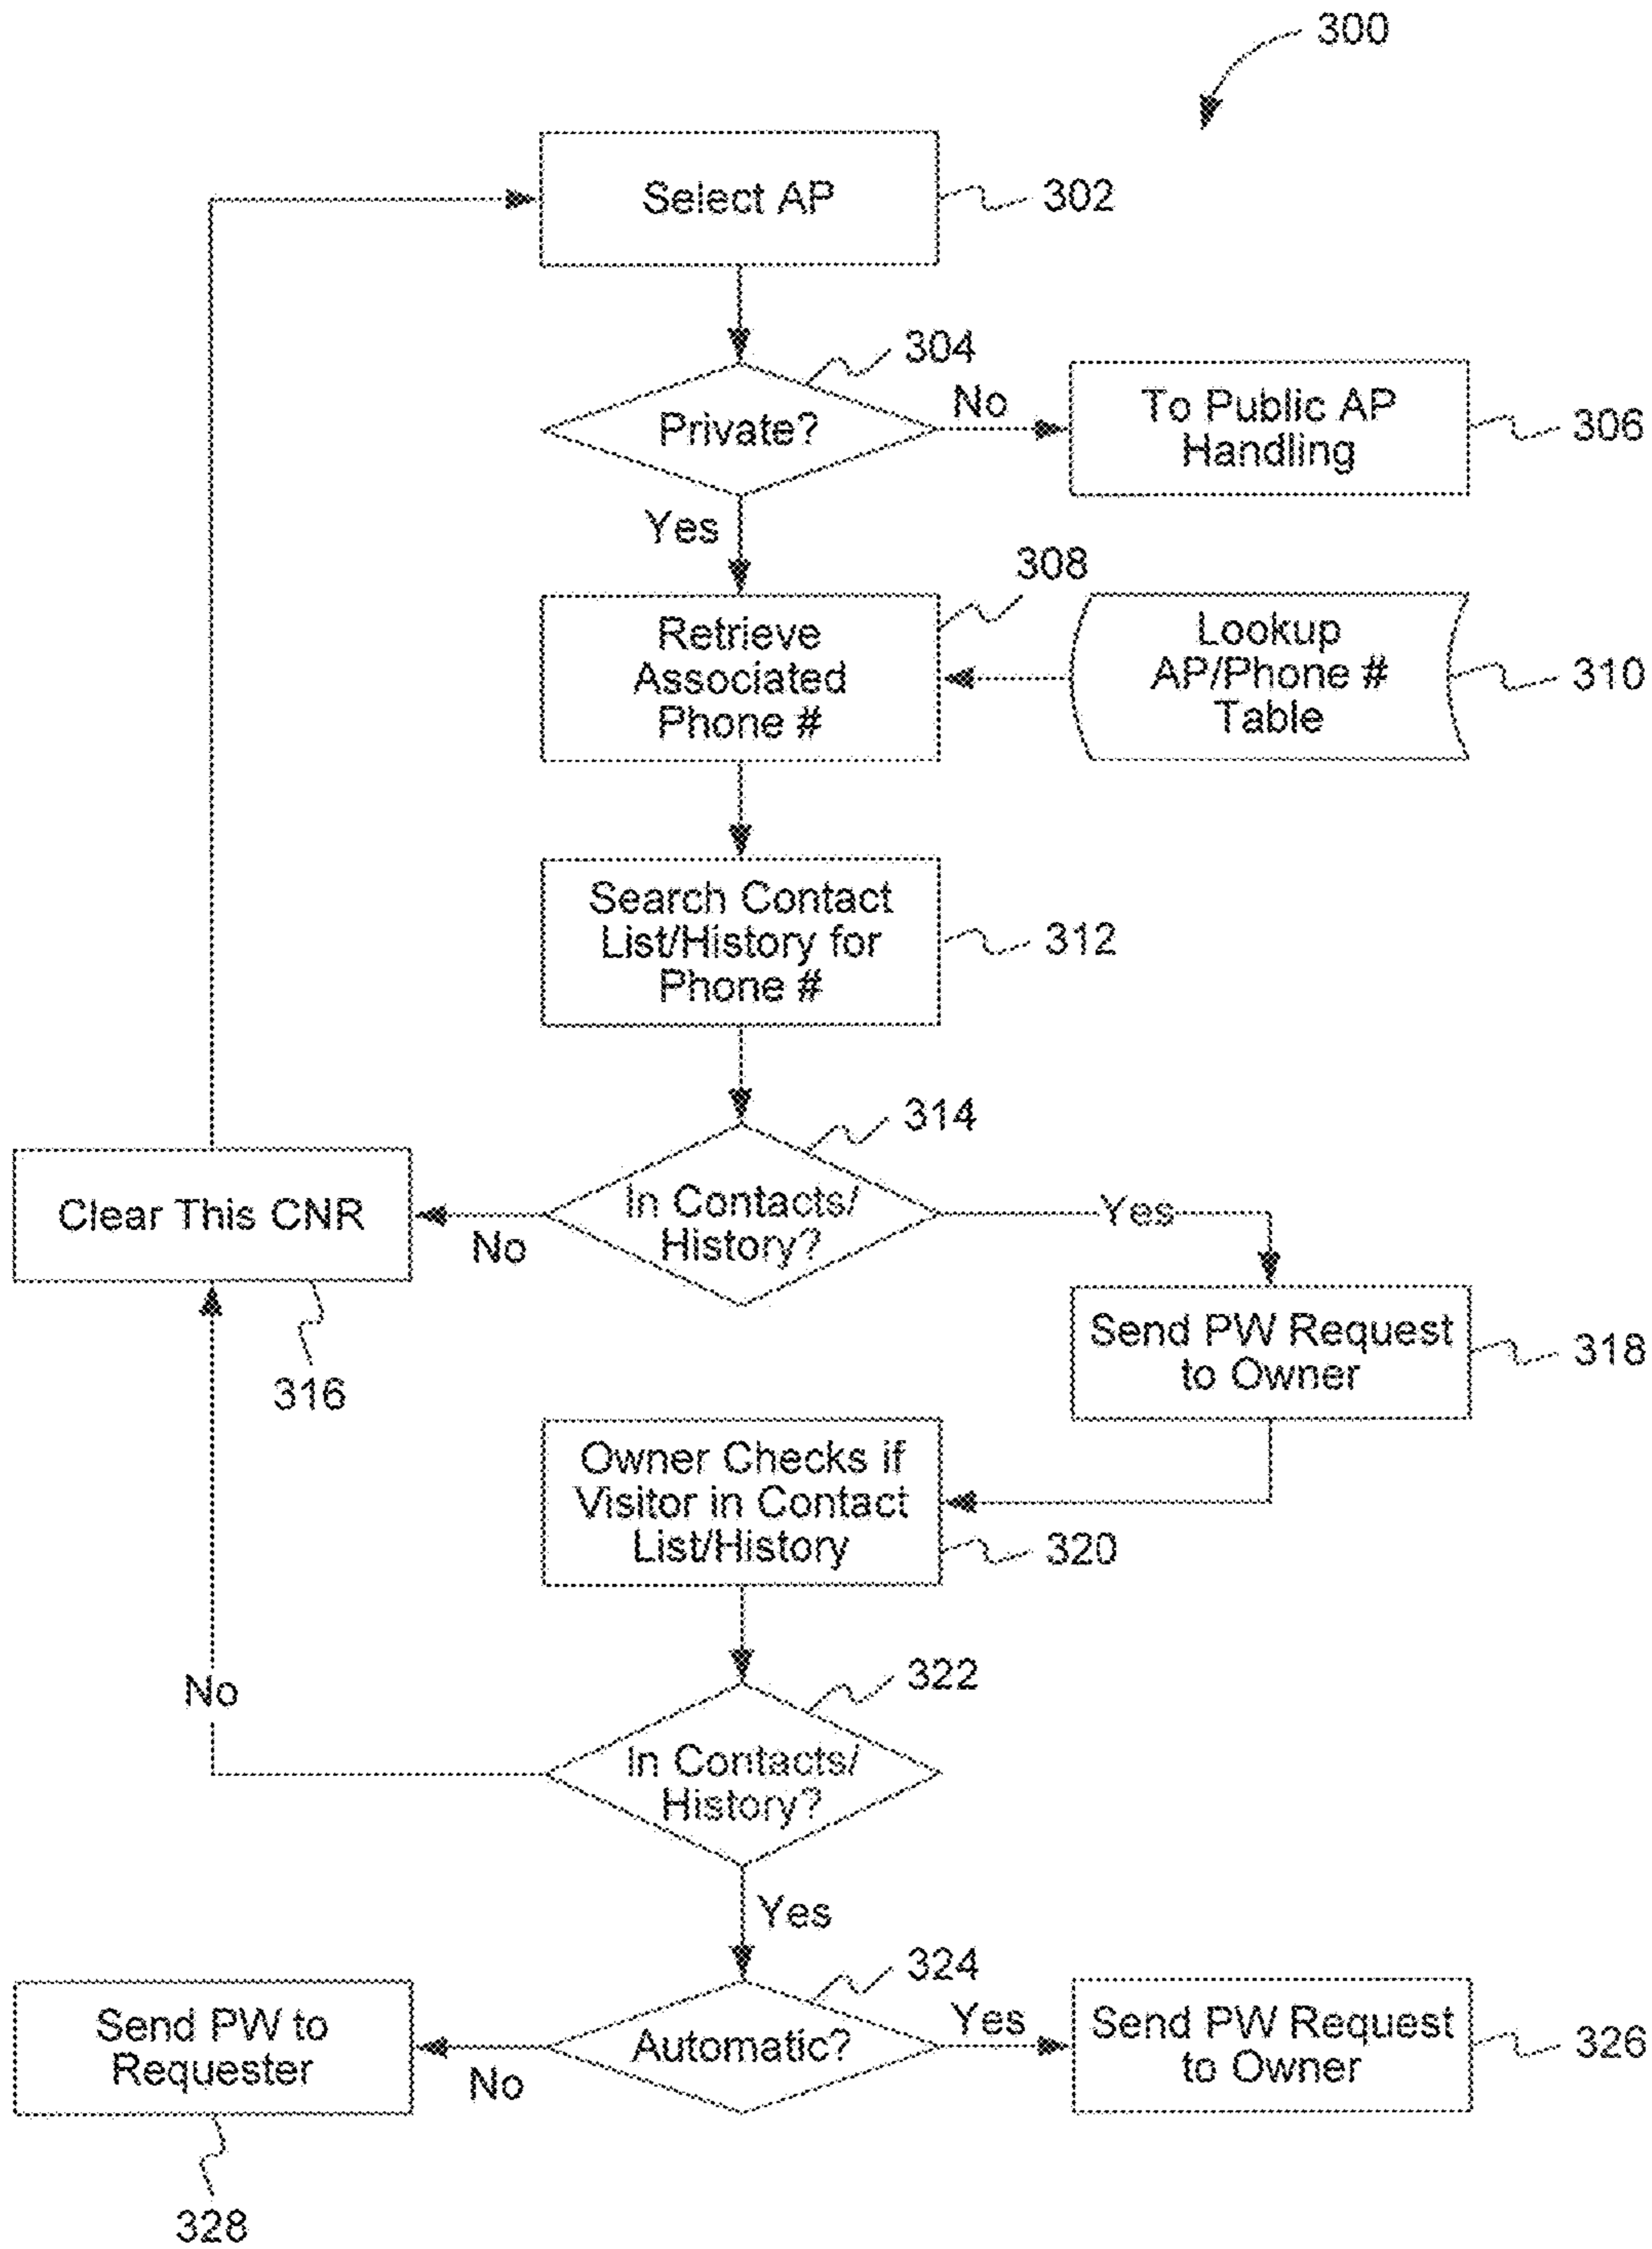 300
Select AP
302
304
Private?
No
To Public AP
Handling
306
Yes
308
Retrieve
Associated
Phone #
Lookup
AP/Phone #
Table
310
Search Contact
List/History for
Phone #
312
314
In Contacts/
History?
Clear This CNR
No
Yes
316
Send PW Request
to Owner
318
Owner Checks if
Visitor in Contact
List/History
320
322
No
In Contacts/
History?
Yes
324
Send PW to
Requester
No
Automatic?
Yes
Send PW Request
to Owner
326
328